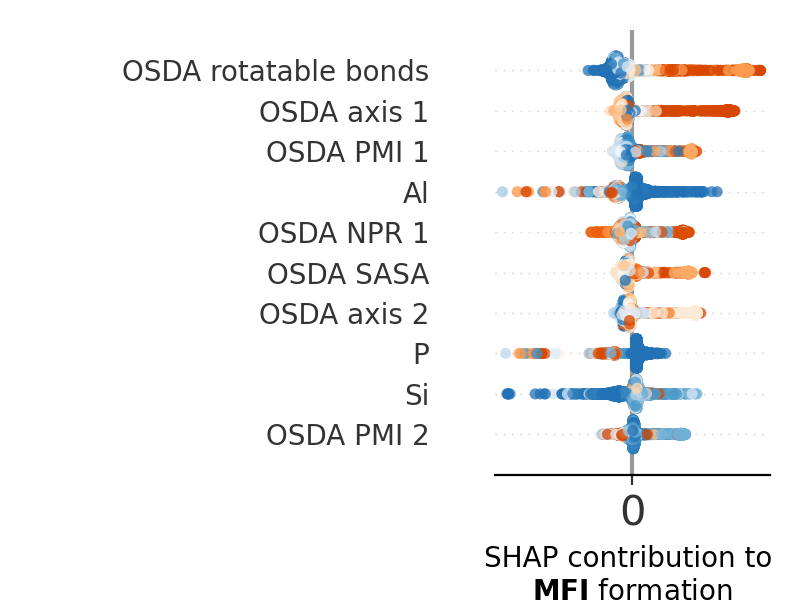 OSDA rotatable bonds
OSDA axis 1
OSDA PMI 1
Al
OSDA NPR 1
OSDA SASA
OSDA axis 2
P
Si
OSDA PMI 2
0
SHAP contribution to
MFI formation